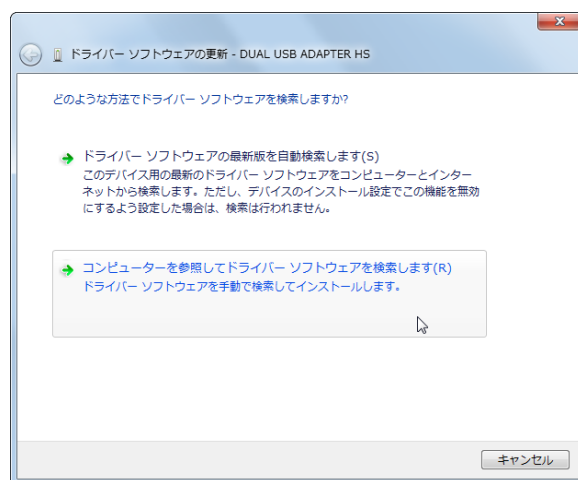 ドライバー ソフトウェアの更新 - DUAL USB ADAPTER HS
どのような方法でドライバー ソフトウェアを検索しますか?
ドライバー ソフトウェアの最新版を自動検索します(S)
このデバイス用の最新のドライバー ソフトウェアをコンピューターとインター
ネットから検索します。ただし、デバイスのインストール設定でこの機能を無効
にするよう設定した場合は、検索は行われません。
コンピューターを参照してドライバー ソフトウェアを検索します(R)
ドライバー ソフトウェアを手動で検索してインストールします。
キャンセル